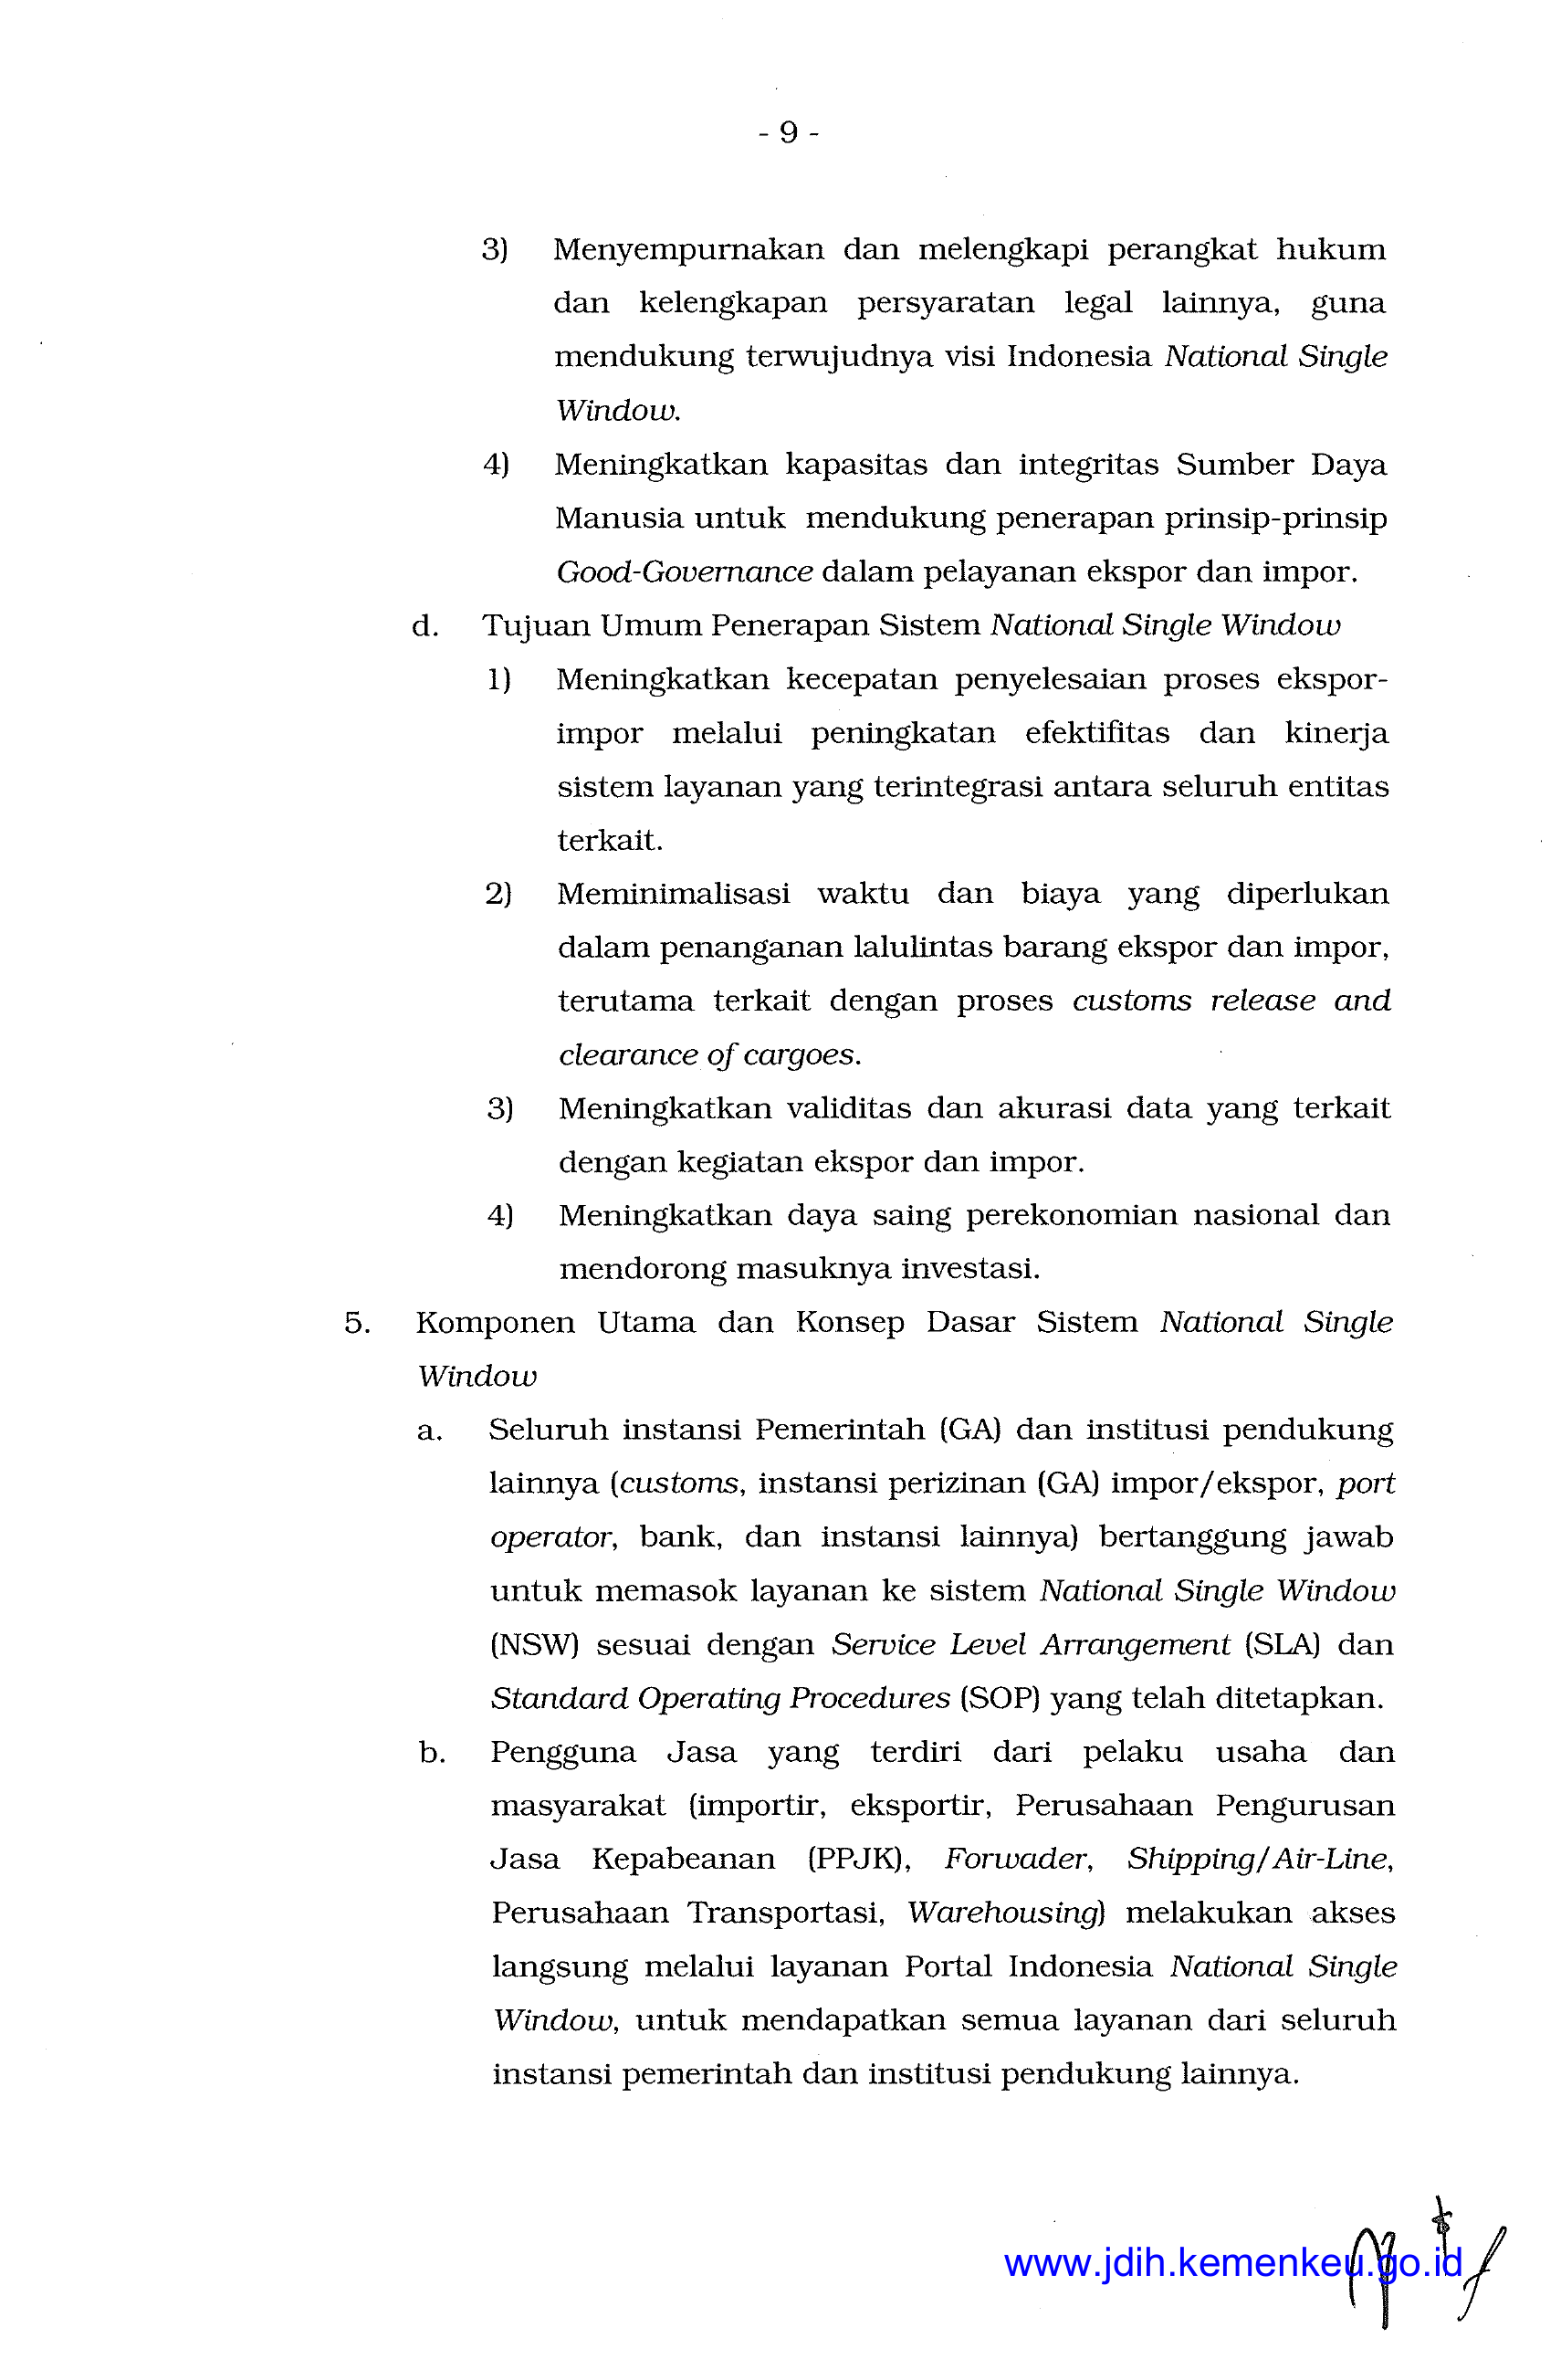 - 9 -
3) Menyempurnakan dan melengkapi perangkat hukum
dan kelengkapan persyaratan legal lainnya, guna
mendukung terwujudnya visi Indonesia National Single
Window.
4) Meningkatkan kapasitas dan integritas Sumber Daya
Manusia untuk mendukung penerapan prinsip-prinsip
Good-Governance dalam pelayanan ekspor dan impor.
d. Tujuan Umum Penerapan Sistem National Single Window
1) Meningkatkan kecepatan penyelesaian proses ekspor-
impor melalui peningkatan efektifitas dan kinerja
sistem layanan yang terintegrasi antara seluruh entitas
terkait.
2) Meminimalisasi waktu dan biaya yang diperlukan
dalam penanganan lalulintas barang ekspor dan impor,
terutama terkait dengan proses customs release and
clearance of cargoes.
3) Meningkatkan validitas dan akurasi data yang terkait
dengan kegiatan ekspor dan impor.
4) Meningkatkan daya saing perekonomian nasional dan
mendorong masuknya investasi.
5. Komponen Utama dan Konsep Dasar Sistem National Single
Window
a. Seluruh instansi Pemerintah (GA) dan institusi pendukung
lainnya (customs, instansi perizinan (GA) impor/ekspor, port
operator, bank, dan instansi lainnya) bertanggung jawab
untuk memasok layanan ke sistem National Single Window
(NSW) sesuai dengan Service Level Arrangement (SLA) dan
Standard Operating Procedures (SOP) yang telah ditetapkan.
b. Pengguna Jasa yang terdiri dari pelaku usaha dan
masyarakat (importir, eksportir, Perusahaan Pengurusan
Jasa Kepabeanan (PPJK), Forwader, Shipping/Air-Line,
Perusahaan Transportasi, Warehousing) melakukan akses
langsung melalui layanan Portal Indonesia National Single
Window, untuk mendapatkan semua layanan dari seluruh
instansi pemerintah dan institusi pendukung lainnya.
www.jdih.kemenkeu.go.id